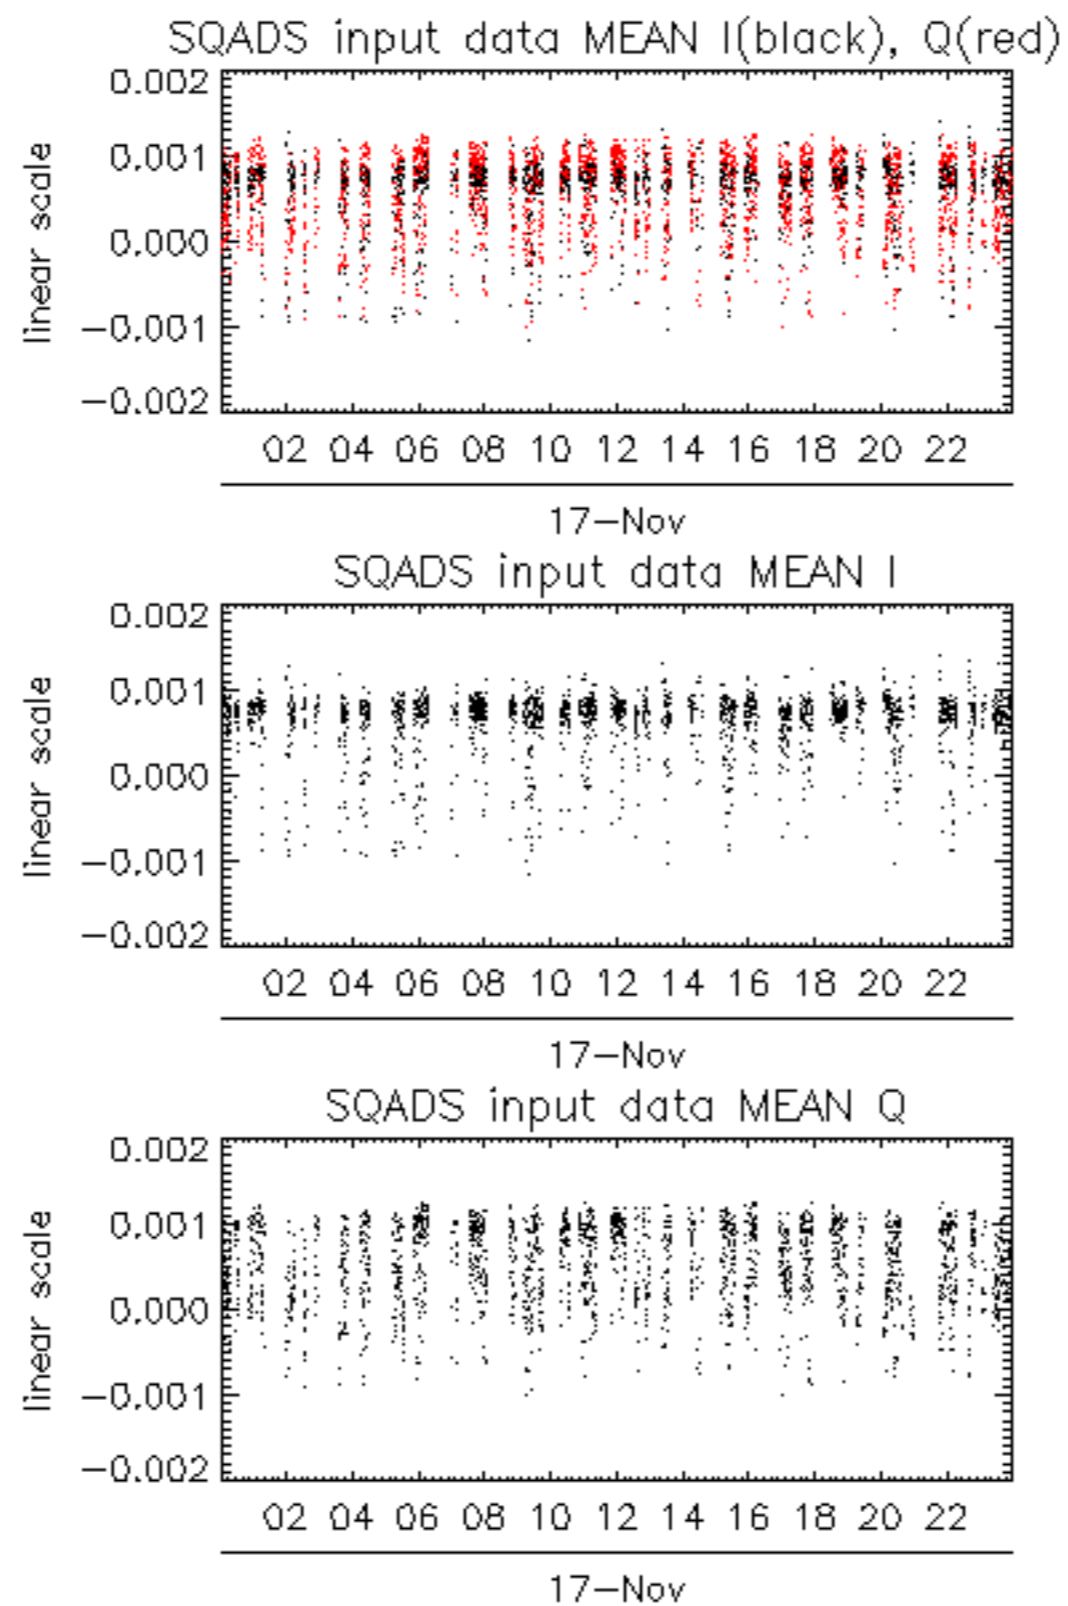 SQADS input data MEAN I(black), Q(red)
0.002
0.001
0.000
−0.001
−0.002
linear scale
02 04 06 08 10 12 14 16 18 20 22
17−Nov
SQADS input data MEAN I
0.002
0.001
0.000
−0.001
−0.002
linear scale
02 04 06 08 10 12 14 16 18 20 22
17−Nov
SQADS input data MEAN Q
0.002
0.001
0.000
−0.001
−0.002
linear scale
02 04 06 08 10 12 14 16 18 20 22
17−Nov